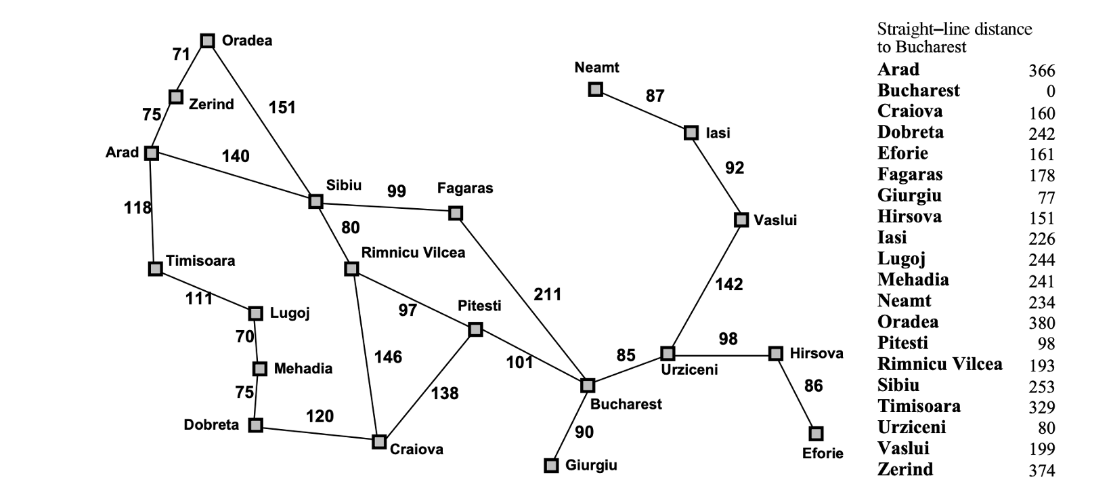 71
Oradea
Neamt
87
Zerind
75
151
Iasi
Arad
140
92
Sibiu
99
Fagaras
118
Vaslui
80
Timisoara
Rimnicu Vilcea
142
111
Lugoj
97
Pitesti
211
70
98
Hirsova
146
101
85
Mehadia
Urziceni
86
75
138
Bucharest
120
Dobreta
90
Craiova
Eforie
Giurgiu
Straight–line distance
to Bucharest
Arad 366
Bucharest 0
Craiova 160
Dobreta 242
Eforie 161
Fagaras 178
Giurgiu 77
Hirsova 151
Iasi 226
Lugoj 244
Mehadia 241
Neamt 234
Oradea 380
Pitesti 98
Rimnicu Vilcea 193
Sibiu 253
Timisoara 329
Urziceni 80
Vaslui 199
Zerind 374